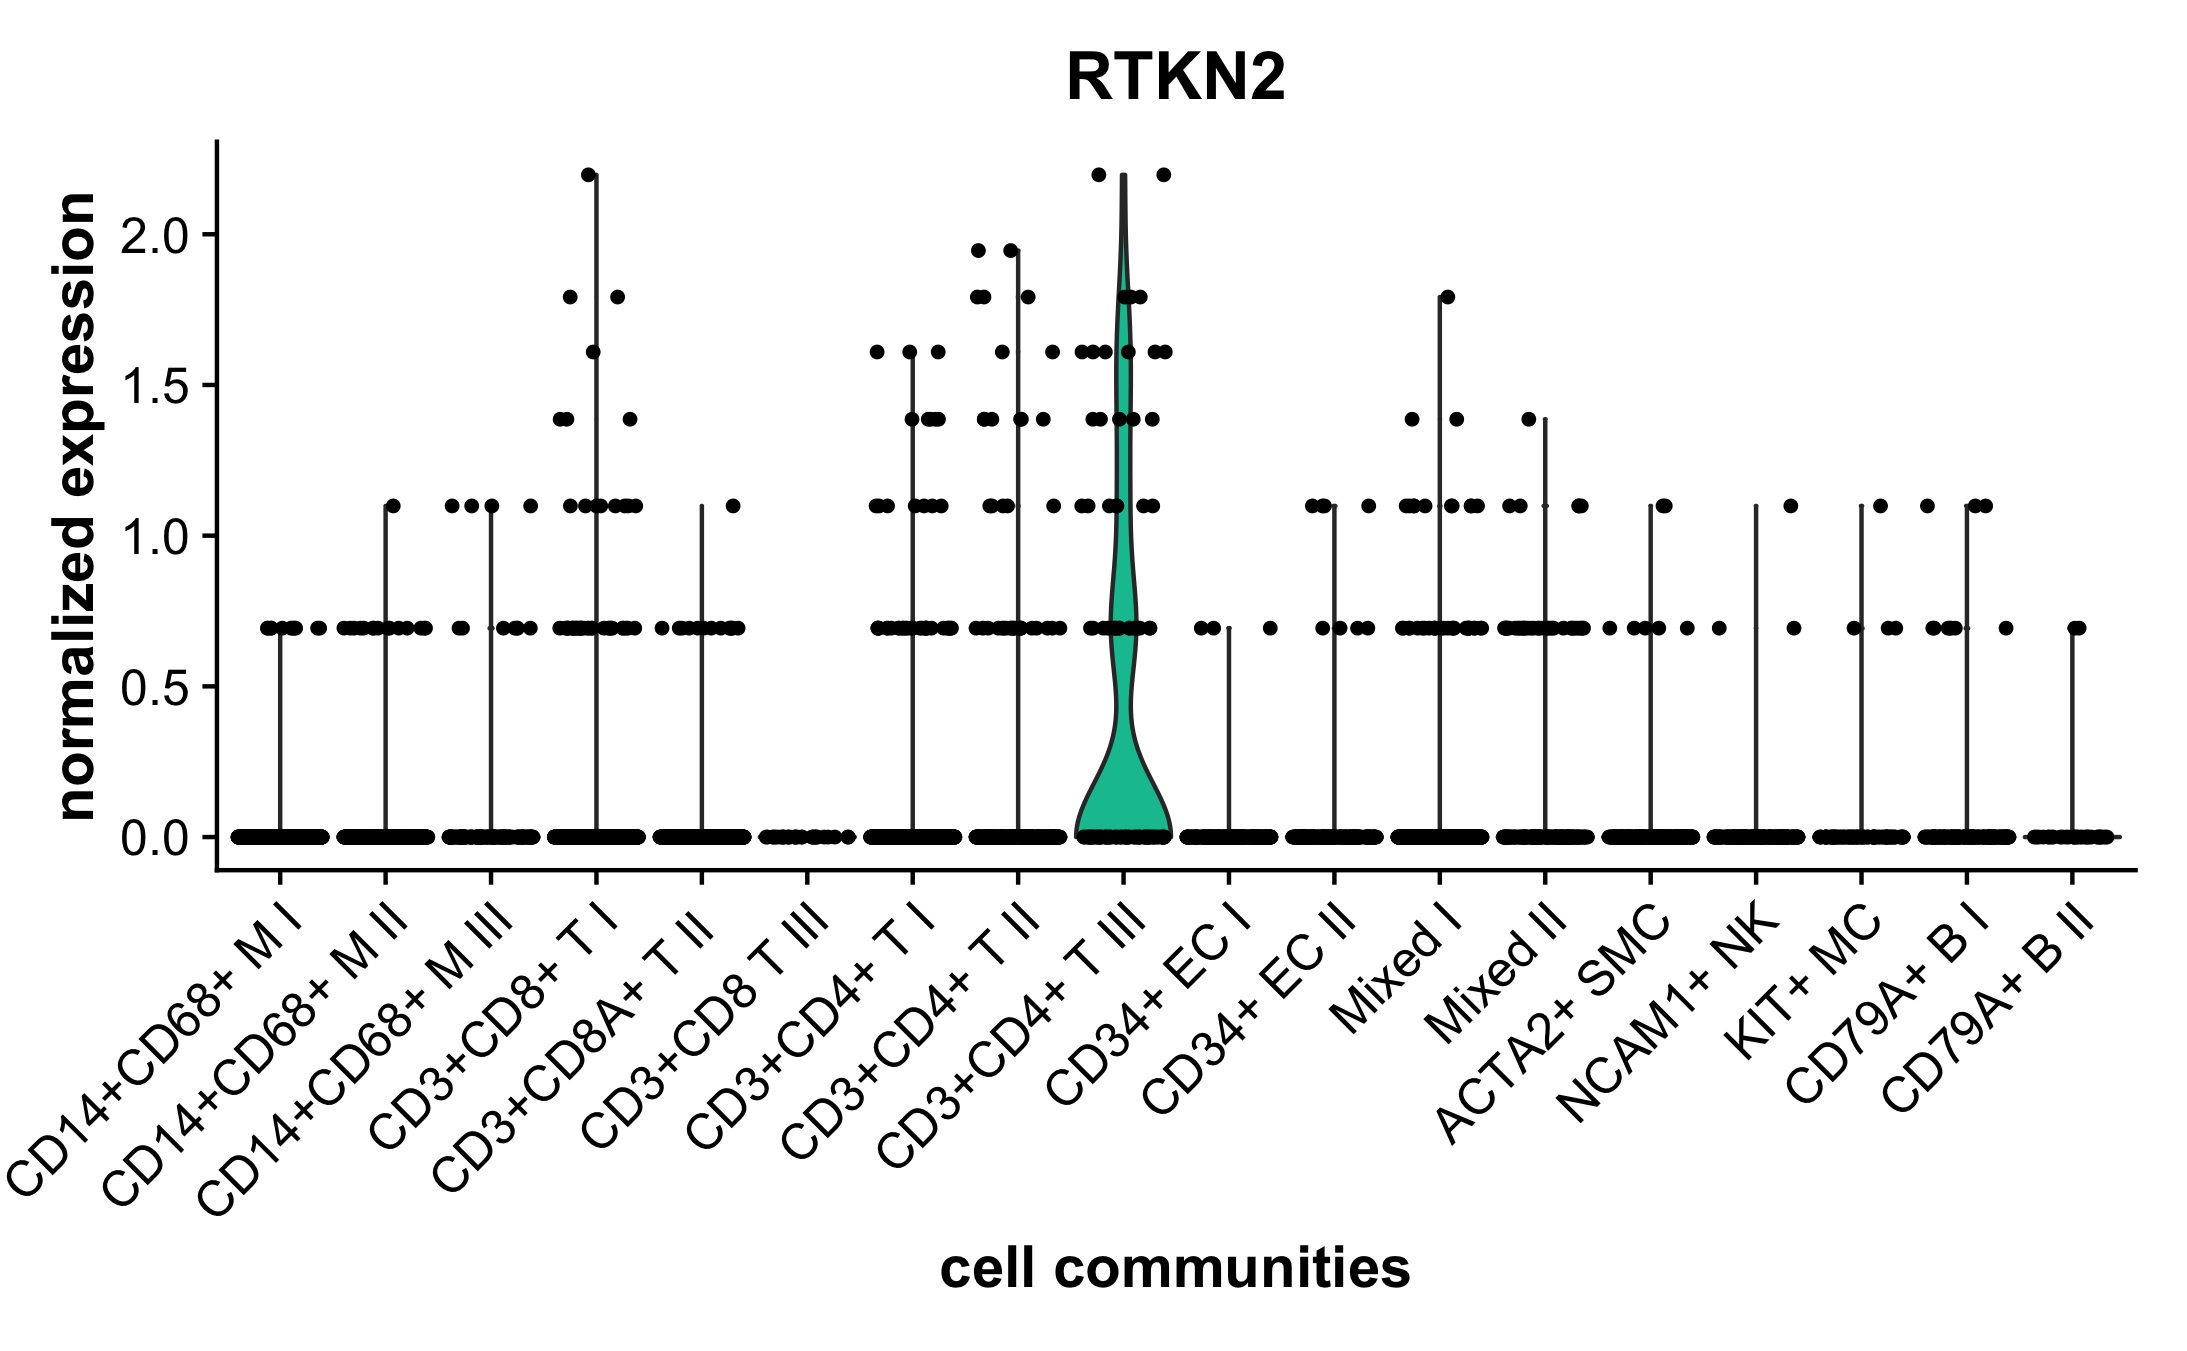 RTKN2
normalized expression
2.0
1.5
1.0
0.5
0.0
CD14+CD68+ M I
CD14+CD68+ M II
CD14+CD68+ M III
CD3+CD8+ T I
CD3+CD8A+ T II
CD3+CD8 T III
CD3+CD4+ T I
CD3+CD4+ T II
CD3+CD4+ T III
CD34+ EC I
CD34+ EC II
Mixed I
Mixed II
ACTA2+ SMC
NCAM1+ NK
KIT+ MC
CD79A+ B I
CD79A+ B II
cell communities